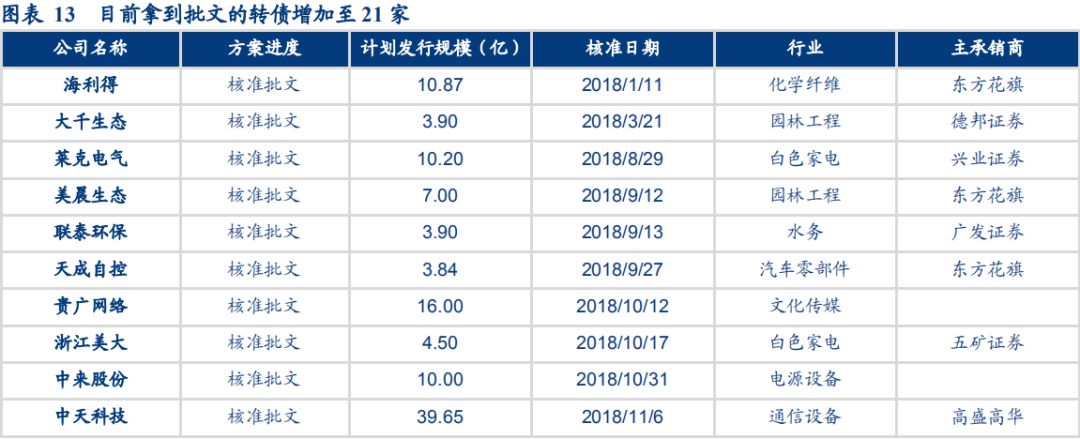 图表 13 目前拿到批文的转债增加至 21 家
公司名称 方案进度 计划发行规模（亿） 核准日期 行业 主承销商
海利得 核准批文 10.87 2018/1/11 化学纤维 东方花旗
大千生态 核准批文 3.90 2018/3/21 园林工程 德邦证券
莱克电气 核准批文 10.20 2018/8/29 白色家电 兴业证券
美晨生态 核准批文 7.00 2018/9/12 园林工程 东方花旗
联泰环保 核准批文 3.90 2018/9/13 水务 广发证券
天成自控 核准批文 3.84 2018/9/27 汽车零部件 东方花旗
贵广网络 核准批文 16.00 2018/10/12 文化传媒
浙江美大 核准批文 4.50 2018/10/17 白色家电 五矿证券
中来股份 核准批文 10.00 2018/10/31 电源设备
中天科技 核准批文 39.65 2018/11/6 通信设备 高盛高华